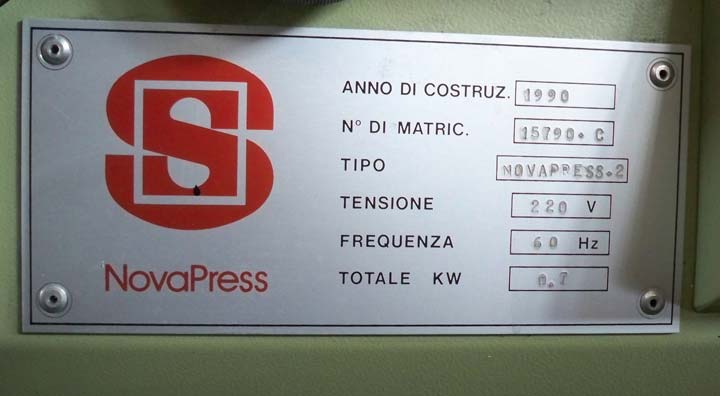 S
NovaPress
ANNO DI COSTRUZ. 1990
N° DI MATRIC. 15790.C
TIPO NOVAPRESS.2
TENSIONE 220 V
FREQUENZA 60 Hz
TOTALE KW 0.7